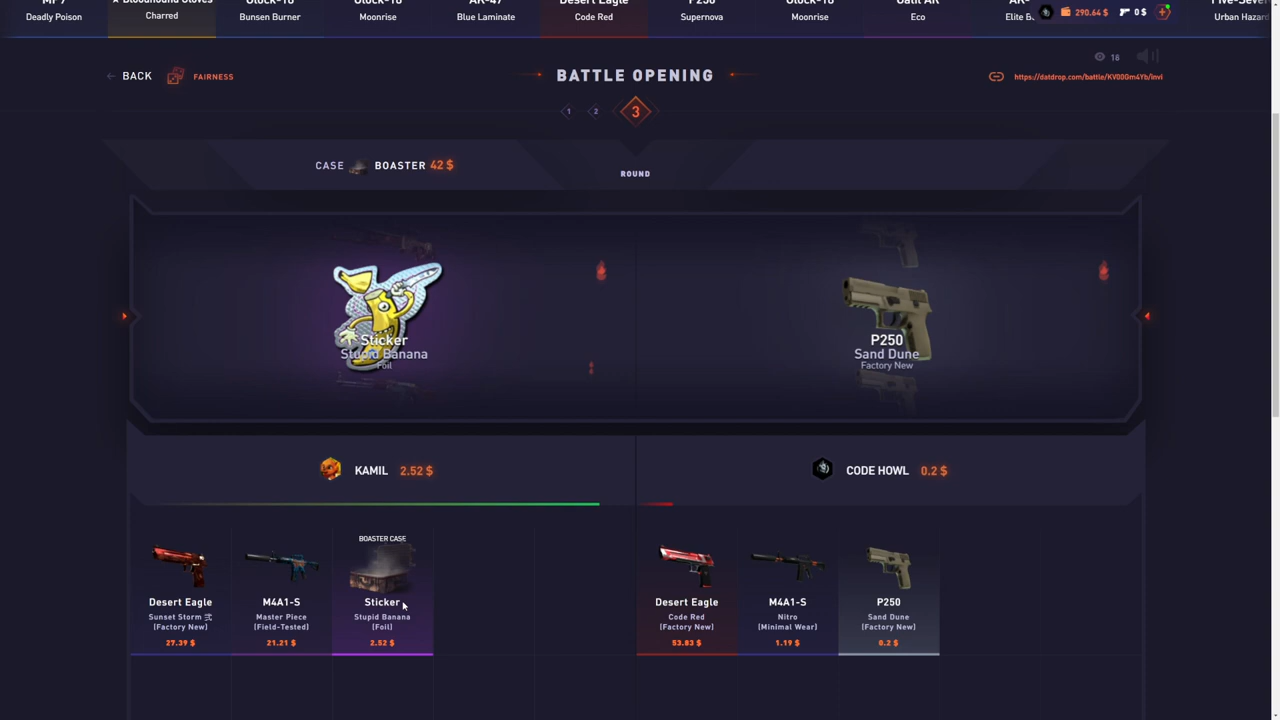 MP7 ★ Bloodhound Gloves Glock-18 Glock-18 AK-47 Desert Eagle P250 Glock-18 Galil AR AR- Five-Seve
Deadly Poison Charred Bunsen Burner Moonrise Blue Laminate Code Red Supernova Moonrise Eco Elite B 290.64 $ 0 $ Urban Hazard
BACK FAIRNESS BATTLE OPENING 16
https://datdrop.com/battle/KV00Gm4Yb/invi
1 2 3
CASE BOASTER 42 $
ROUND
Sticker
Stupid Banana
Foil
P250
Sand Dune
Factory New
KAMIL 2.52 $
CODE HOWL 0.2 $
BOASTER CASE
Desert Eagle M4A1-S Sticker Desert Eagle M4A1-S P250
Sunset Storm 弐 Master Piece Stupid Banana Code Red Nitro Sand Dune
(Factory New) (Field-Tested) (Foil) (Factory New) (Minimal Wear) (Factory New)
27.39 $ 21.21 $ 2.52 $ 53.83 $ 1.19 $ 0.2 $